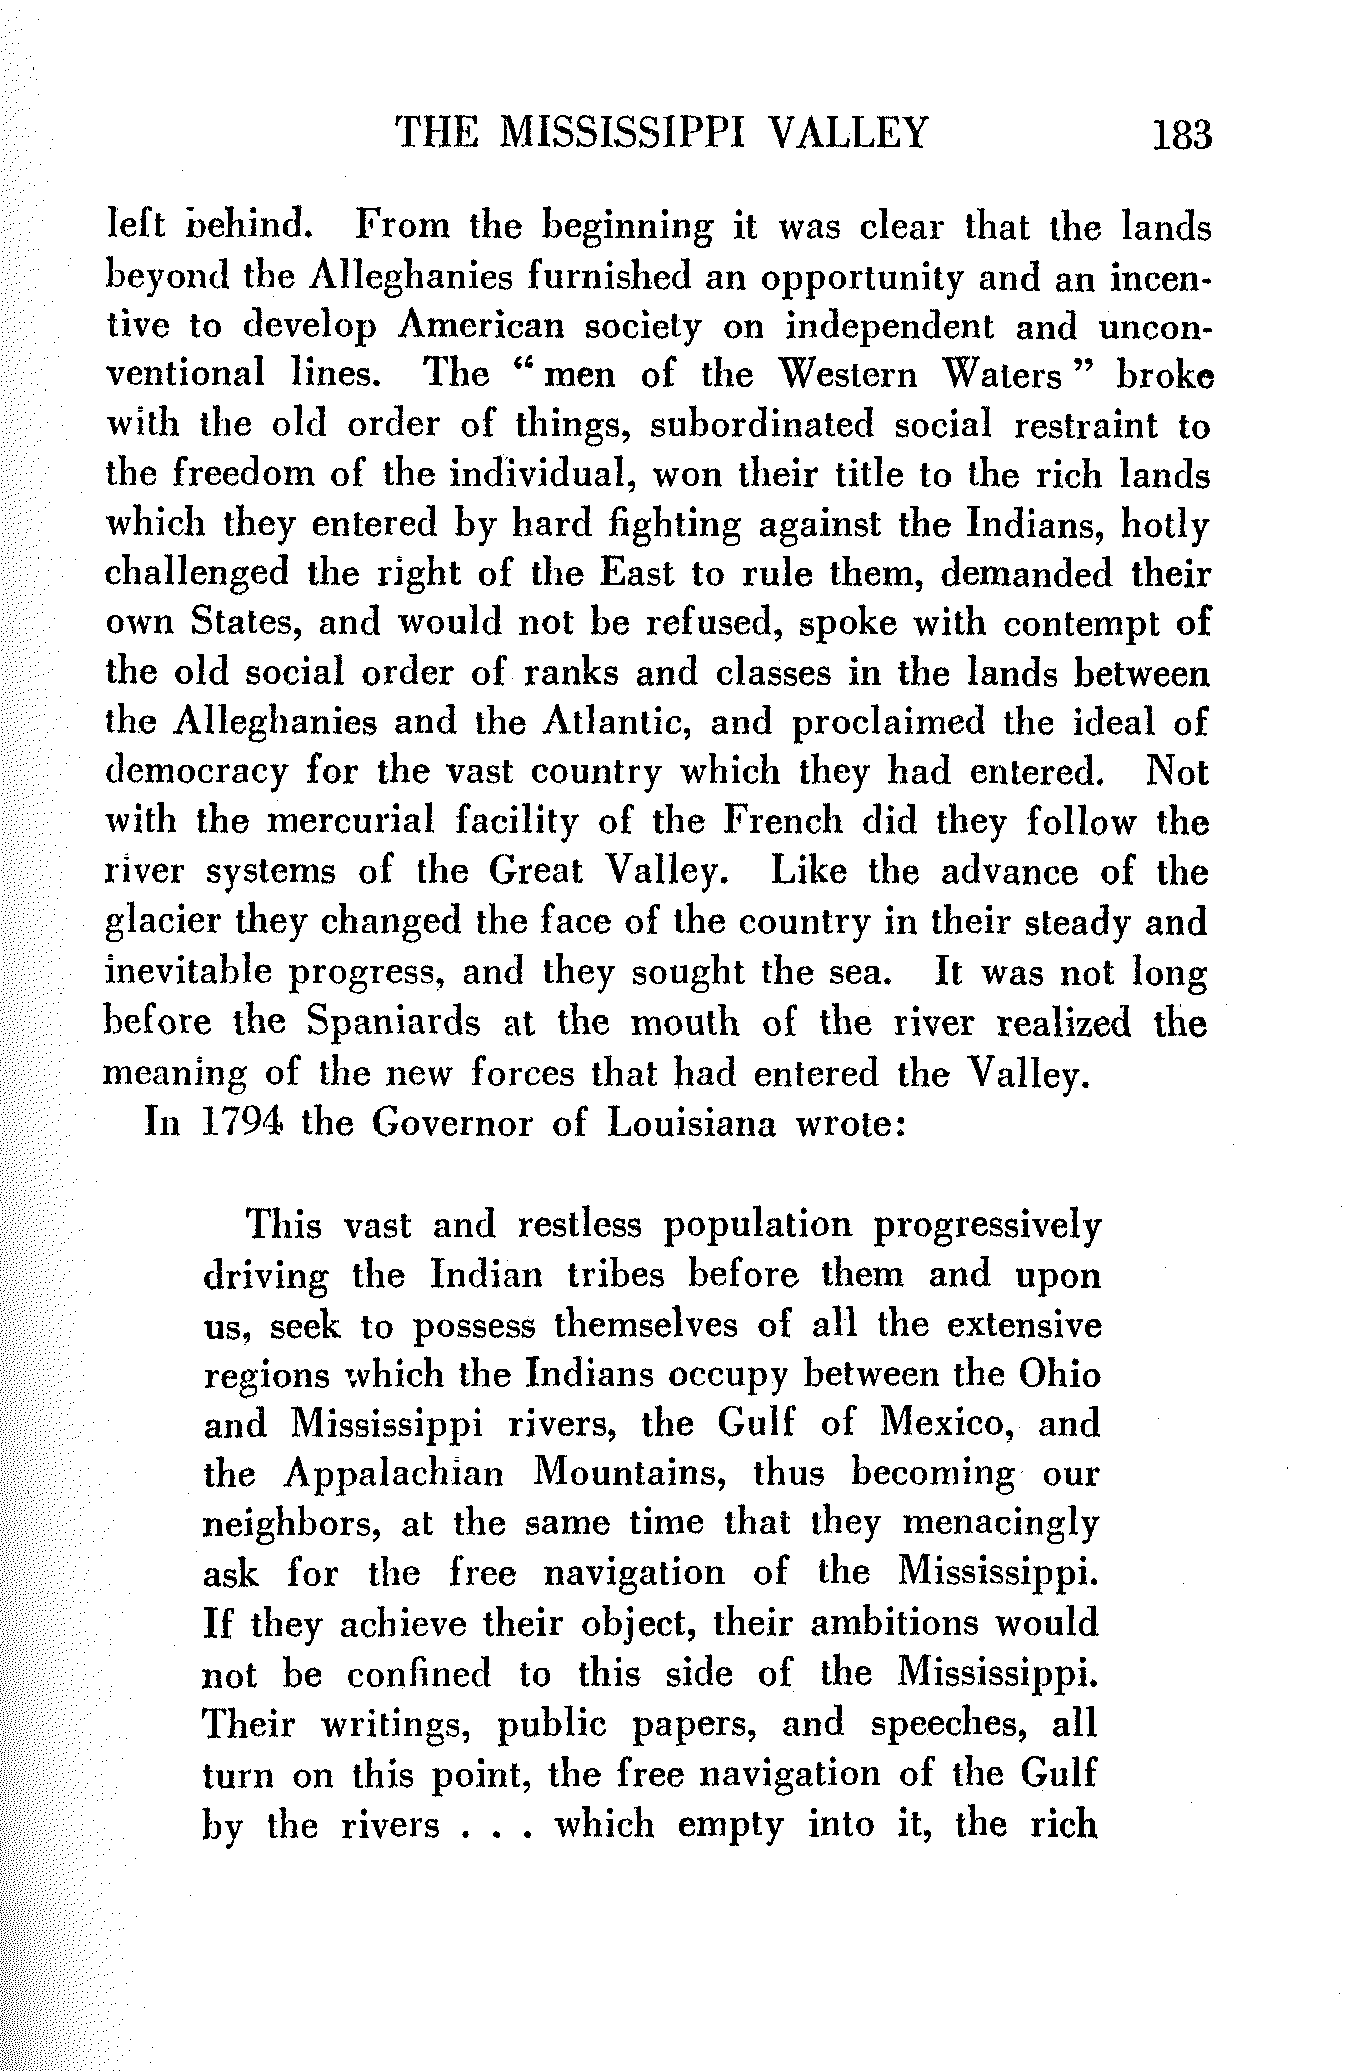 THE MISSISSIPPI VALLEY 183
left behind. From the beginning it was clear that the lands
beyond the Alleghanies furnished an opportunity and an incen-
tive to develop American society on independent and uncon-
ventional lines. The “ men of the Western Waters ” broke
with the old order of things, subordinated social restraint to
the freedom of the individual, won their title to the rich lands
which they entered by hard fighting against the Indians, hotly
challenged the right of the East to rule them, demanded their
own States, and would not be refused, spoke with contempt of
the old social order of ranks and classes in the lands between
the Alleghanies and the Atlantic, and proclaimed the ideal of
democracy for the vast country which they had entered. Not
with the mercurial facility of the French did they follow the
river systems of the Great Valley. Like the advance of the
glacier they changed the face of the country in their steady and
inevitable progress, and they sought the sea. It was not long
before the Spaniards at the mouth of the river realized the
meaning of the new forces that had entered the Valley.
In 1794 the Governor of Louisiana wrote:
This vast and restless population progressively
driving the Indian tribes before them and upon
us, seek to possess themselves of all the extensive
regions which the Indians occupy between the Ohio
and Mississippi rivers, the Gulf of Mexico, and
the Appalachian Mountains, thus becoming our
neighbors, at the same time that they menacingly
ask for the free navigation of the Mississippi.
If they achieve their object, their ambitions would
not be confined to this side of the Mississippi.
Their writings, public papers, and speeches, all
turn on this point, the free navigation of the Gulf
by the rivers . . . which empty into it, the rich